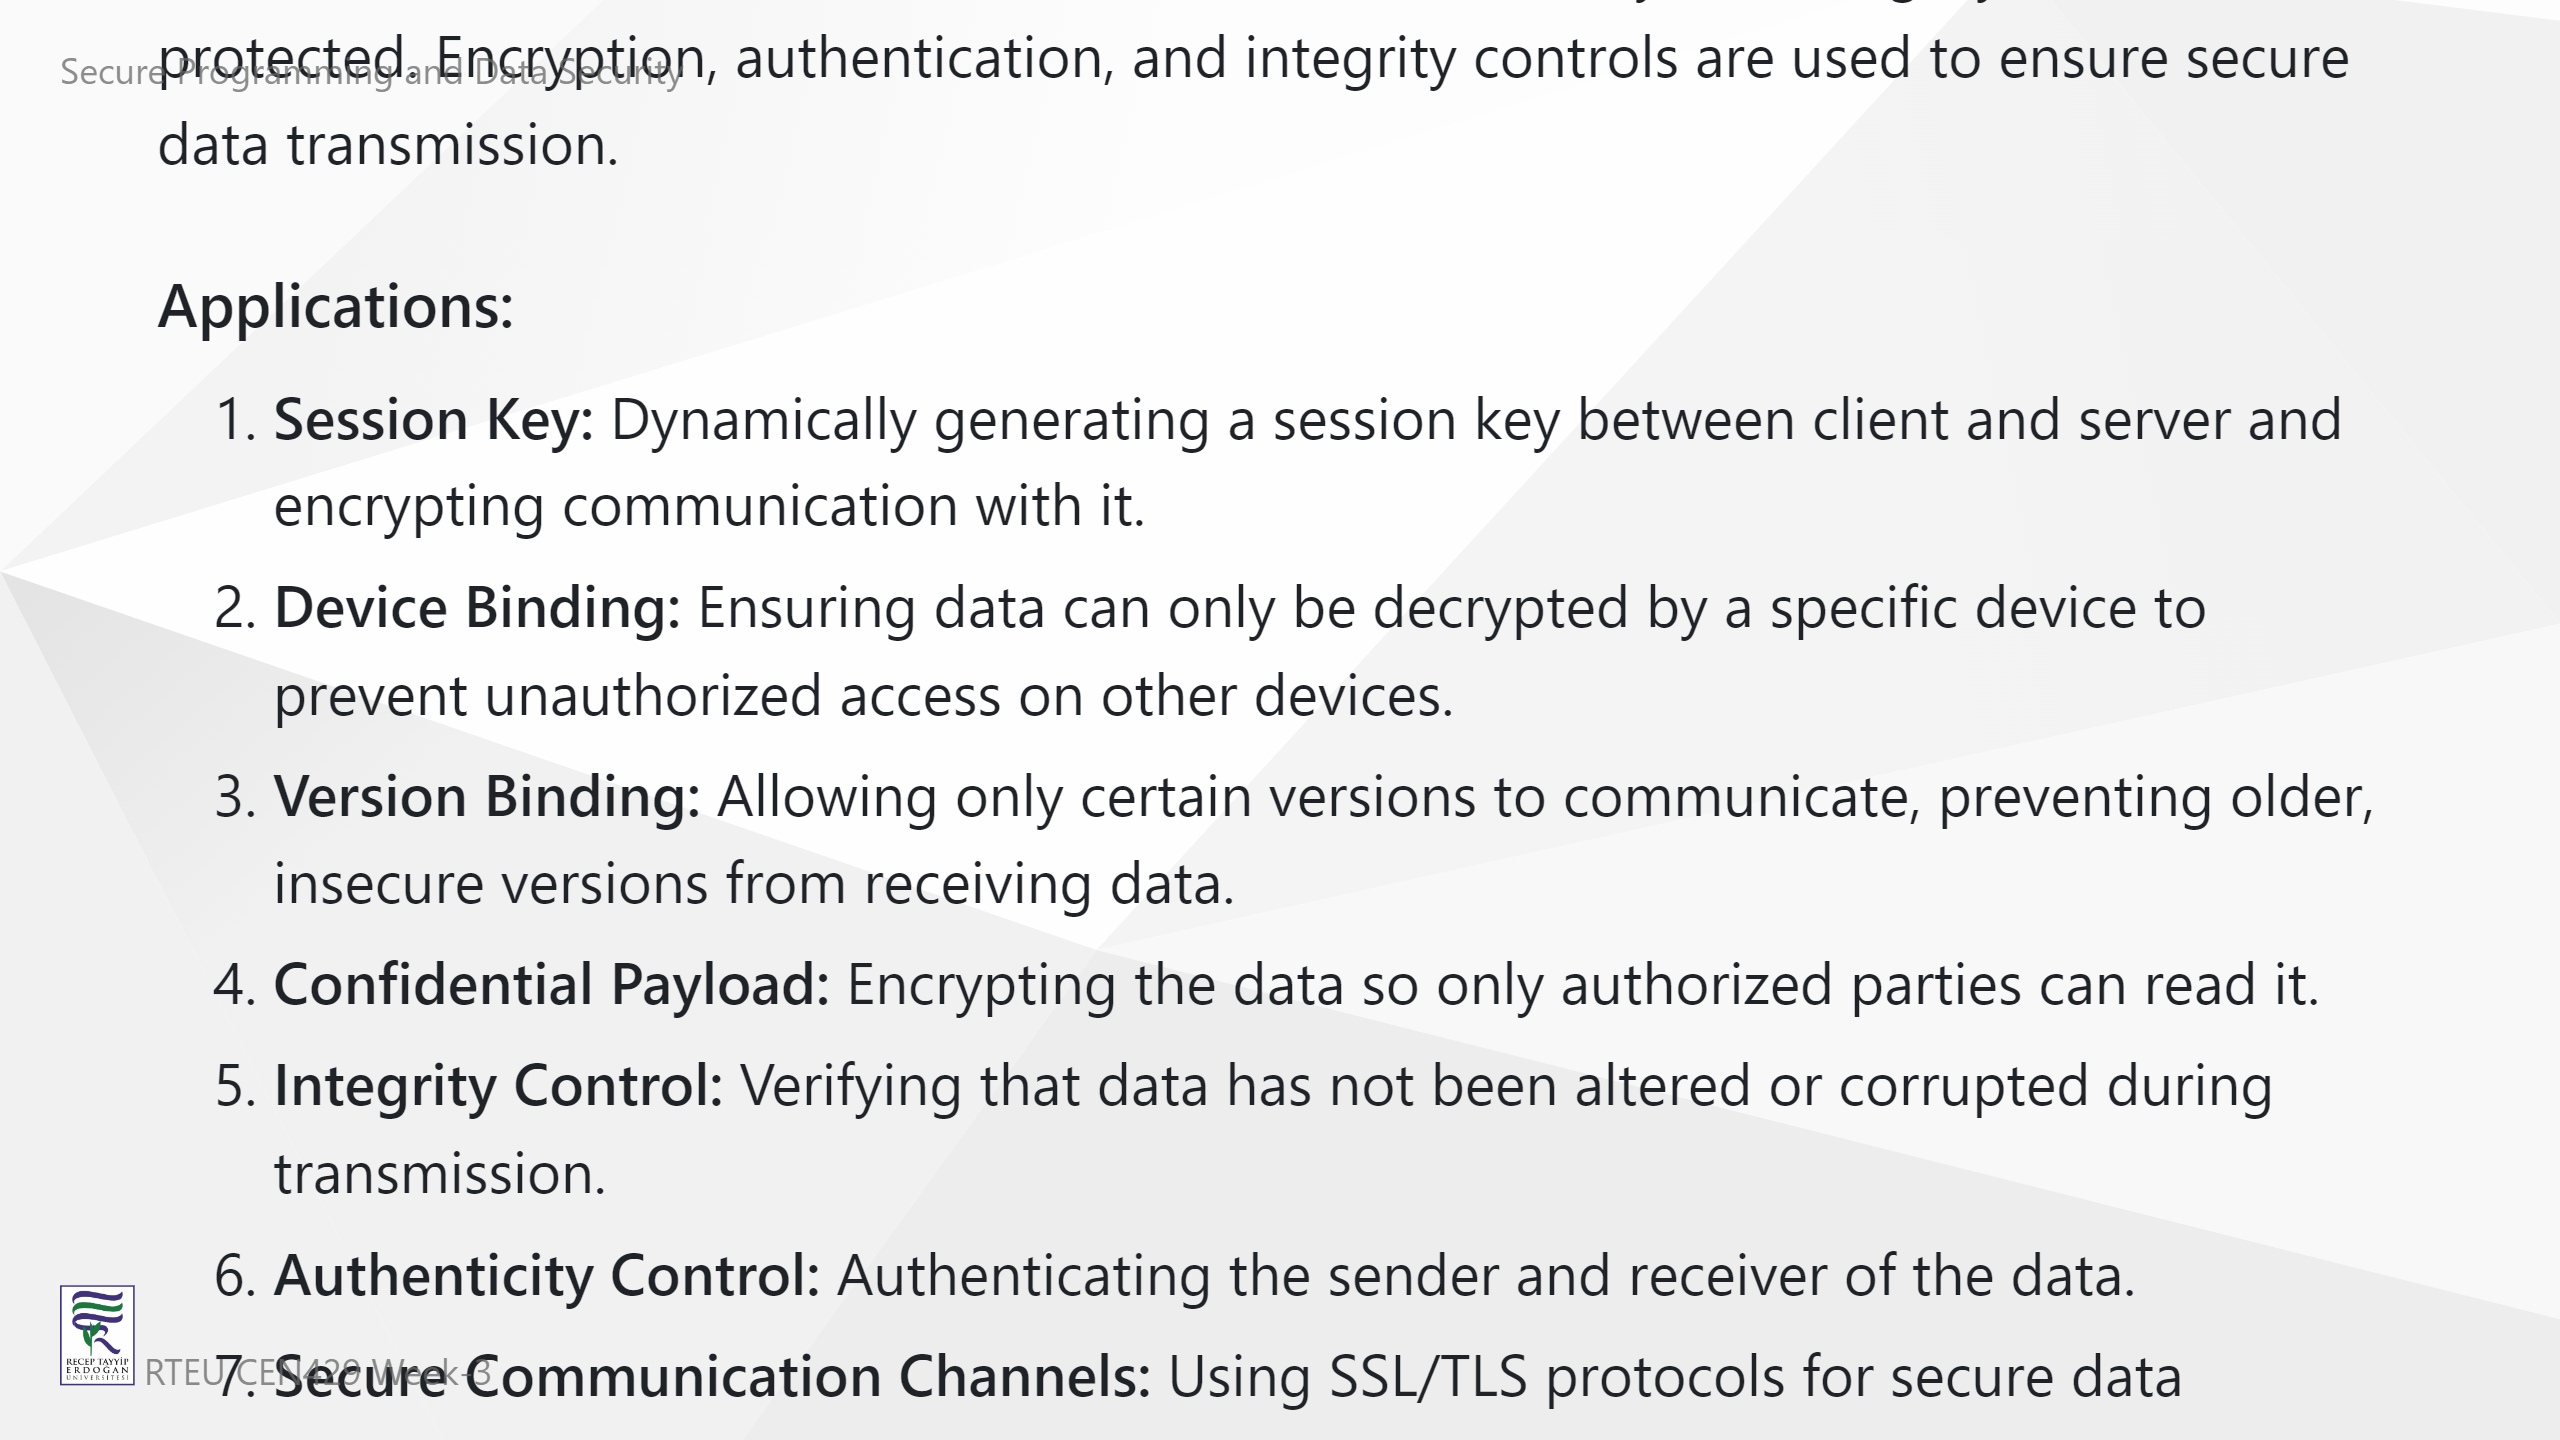 Secure Programming and Data Security
protected. Encryption, authentication, and integrity controls are used to ensure secure
data transmission.
Applications:
1. Session Key: Dynamically generating a session key between client and server and
encrypting communication with it.
2. Device Binding: Ensuring data can only be decrypted by a specific device to
prevent unauthorized access on other devices.
3. Version Binding: Allowing only certain versions to communicate, preventing older,
insecure versions from receiving data.
4. Confidential Payload: Encrypting the data so only authorized parties can read it.
5. Integrity Control: Verifying that data has not been altered or corrupted during
transmission.
6. Authenticity Control: Authenticating the sender and receiver of the data.
7. Secure Communication Channels: Using SSL/TLS protocols for secure data
RECEP TAYYİP
ERDOĞAN
ÜNİVERSİTESİ
RTEU CEN429 Week-3